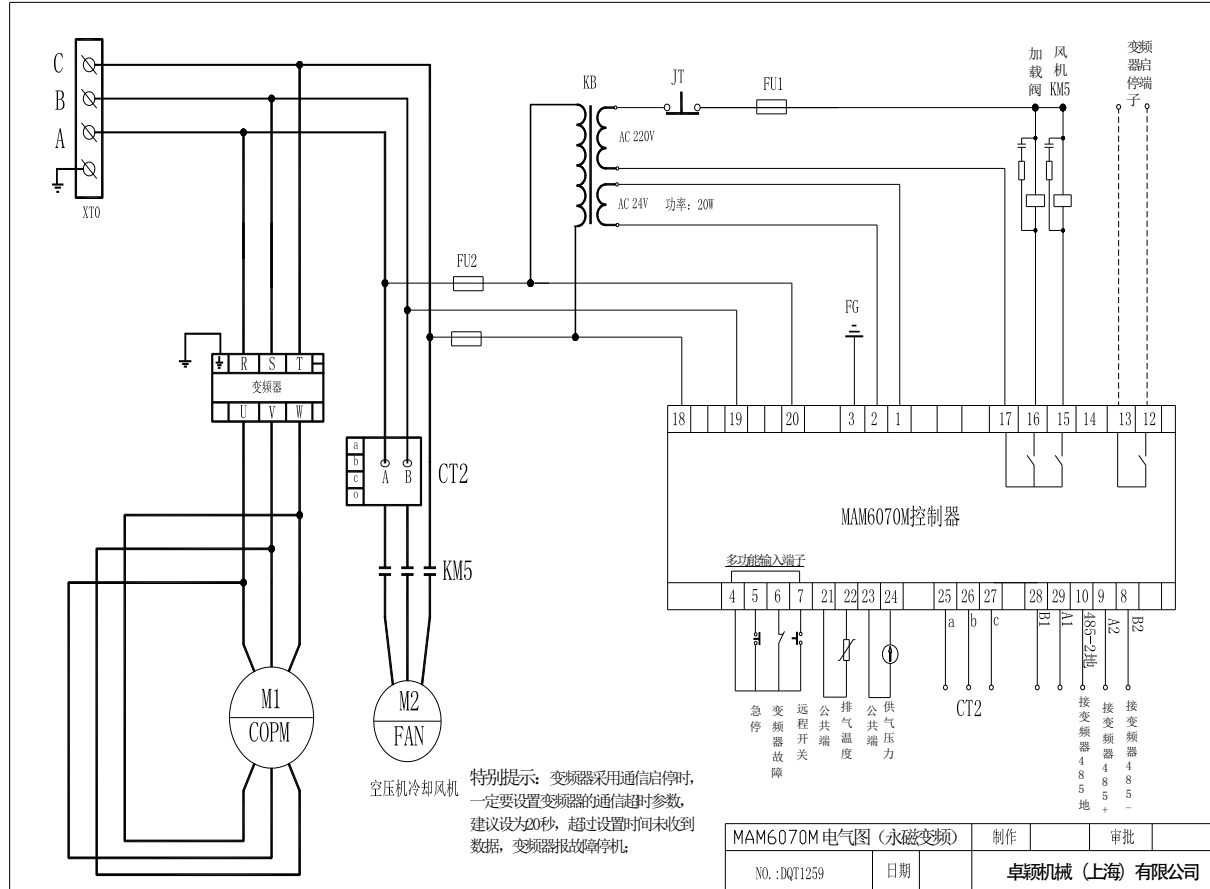 C
B
A
XT0
KB
JT
FU1
加载阀
风机KM5
变频器启停端子
AC 220V
AC 24V 功率：20W
FU2
FG
R S T
变频器
U V W
a
b
c
o
A B
CT2
KM5
18 19 20 3 2 1 17 16 15 14 13 12
MAM6070M控制器
多功能输入端子
4 5 6 7 21 22 23 24 25 26 27 28 29 10 9 8
a b c B1 A1 485-2地 A2 B2
CT2
急停
变频器故障
远程开关
公共端
排气温度
公共端
供气压力
接变频器485地
接变频器485+
接变频器485-
M1
COPM
M2
FAN
空压机冷却风机
特别提示：变频器采用通信启停时，
一定要设置变频器的通信超时参数，
建议设为20秒，超过设置时间未收到
数据，变频器报故障停机；
MAM6070M电气图（永磁变频） 制作 审批
NO.:DQT1259 日期 卓颖机械（上海）有限公司